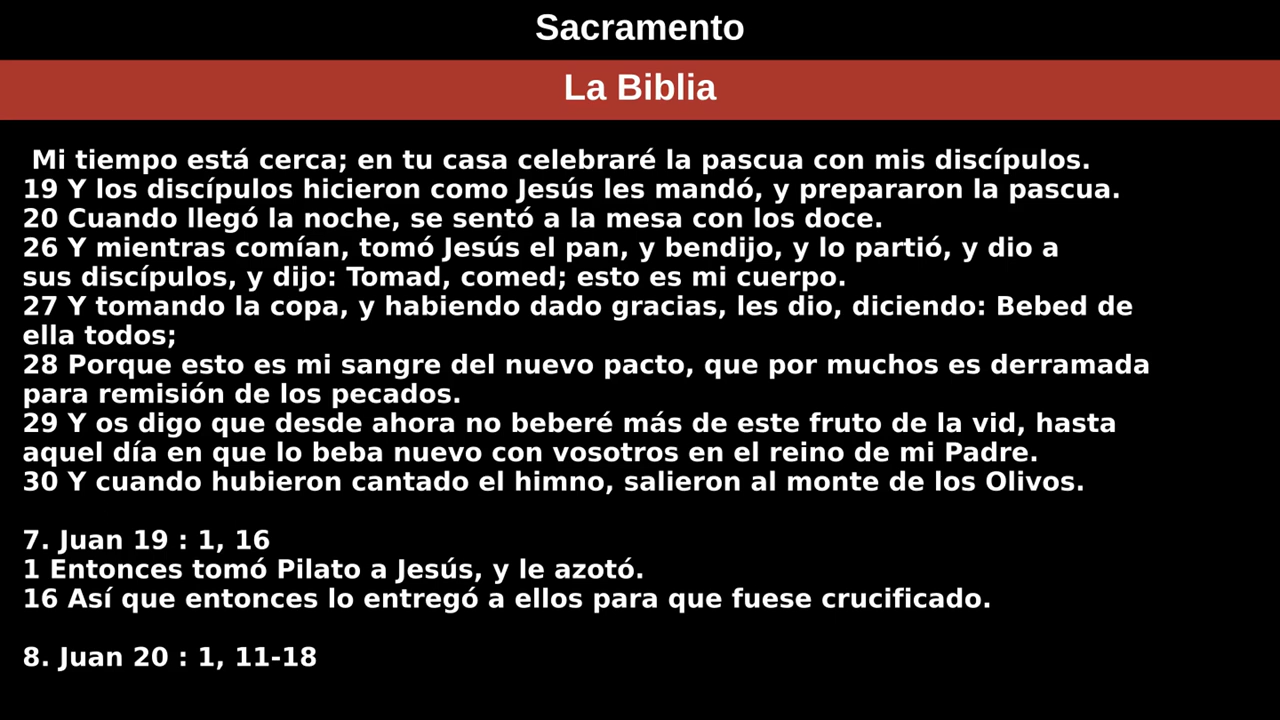 Sacramento
La Biblia
Mi tiempo está cerca; en tu casa celebraré la pascua con mis discípulos.
19 Y los discípulos hicieron como Jesús les mandó, y prepararon la pascua.
20 Cuando llegó la noche, se sentó a la mesa con los doce.
26 Y mientras comían, tomó Jesús el pan, y bendijo, y lo partió, y dio a
sus discípulos, y dijo: Tomad, comed; esto es mi cuerpo.
27 Y tomando la copa, y habiendo dado gracias, les dio, diciendo: Bebed de
ella todos;
28 Porque esto es mi sangre del nuevo pacto, que por muchos es derramada
para remisión de los pecados.
29 Y os digo que desde ahora no beberé más de este fruto de la vid, hasta
aquel día en que lo beba nuevo con vosotros en el reino de mi Padre.
30 Y cuando hubieron cantado el himno, salieron al monte de los Olivos.
7. Juan 19 : 1, 16
1 Entonces tomó Pilato a Jesús, y le azotó.
16 Así que entonces lo entregó a ellos para que fuese crucificado.
8. Juan 20 : 1, 11-18